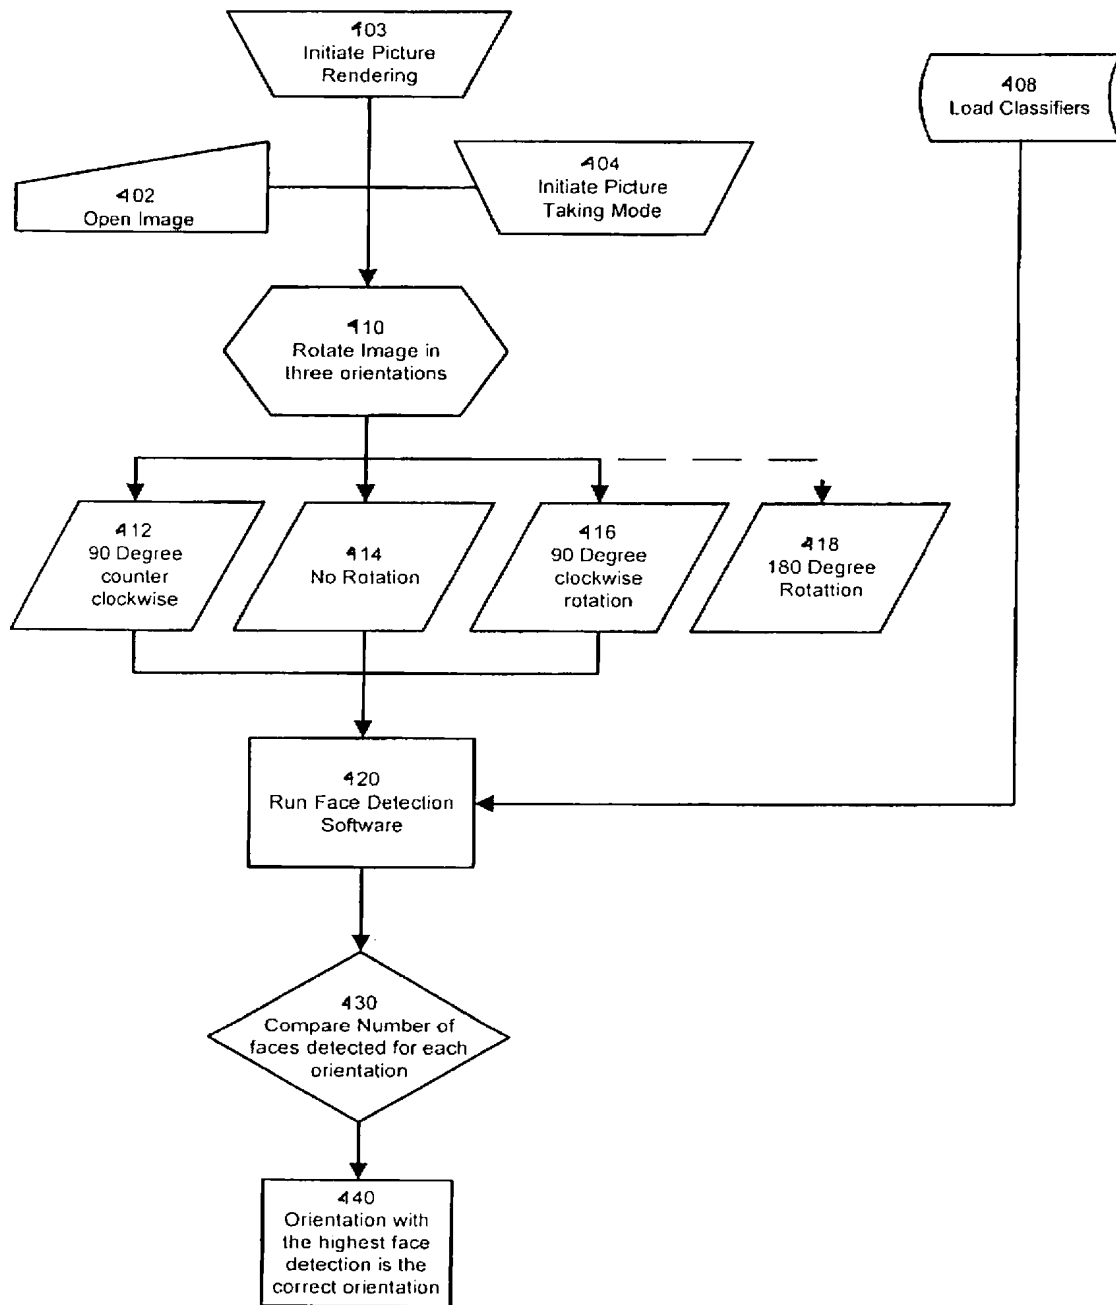 403
Initiate Picture
Rendering
408
Load Classifiers
402
Open Image
404
Initiate Picture
Taking Mode
410
Rotate Image in
three orientations
412
90 Degree
counter
clockwise
414
No Rotation
416
90 Degree
clockwise
rotation
418
180 Degree
Rotattion
420
Run Face Detection
Software
430
Compare Number of
faces detected for each
orientation
440
Orientation with
the highest face
detection is the
correct orientation